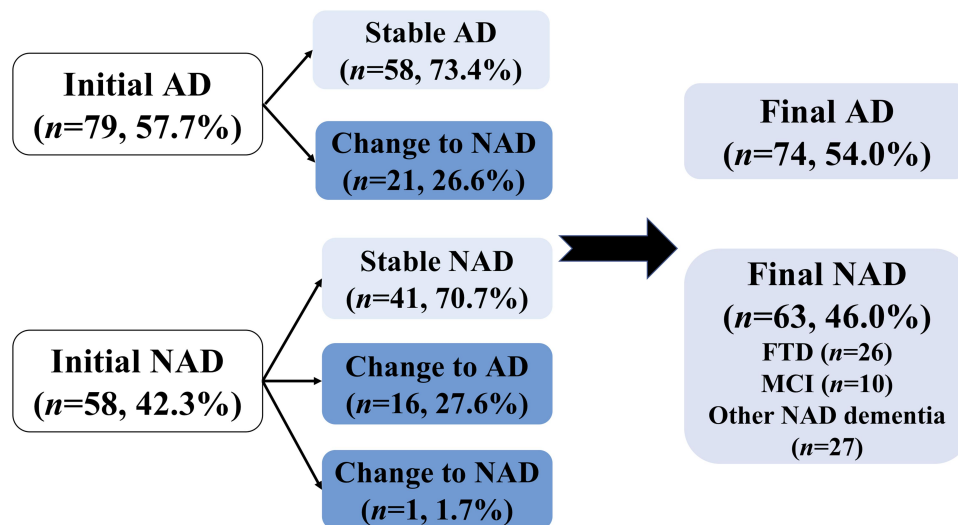 Initial AD
(n=79, 57.7%)
Stable AD
(n=58, 73.4%)
Change to NAD
(n=21, 26.6%)
Initial NAD
(n=58, 42.3%)
Stable NAD
(n=41, 70.7%)
Change to AD
(n=16, 27.6%)
Change to NAD
(n=1, 1.7%)
Final AD
(n=74, 54.0%)
Final NAD
(n=63, 46.0%)
FTD (n=26)
MCI (n=10)
Other NAD dementia
(n=27)